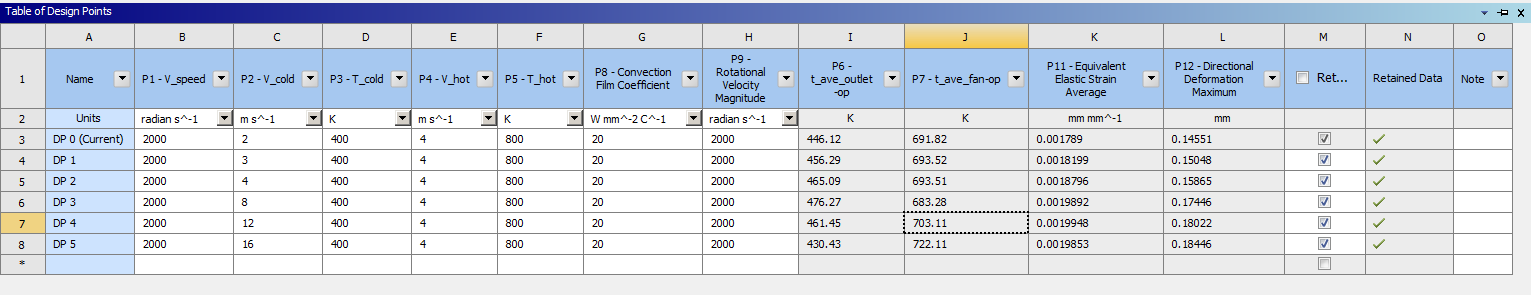 Table of Design Points
A B C D E F G H I J K L M N O
1 Name P1 - V_speed P2 - V_cold P3 - T_cold P4 - V_hot P5 - T_hot P8 - Convection Film Coefficient P9 - Rotational Velocity Magnitude P6 - t_ave_outlet-op P7 - t_ave_fan-op P11 - Equivalent Elastic Strain Average P12 - Directional Deformation Maximum Ret... Retained Data Note
2 Units radian s^-1 m s^-1 K m s^-1 K W mm^-2 C^-1 radian s^-1 K K mm mm^-1 mm
3 DP 0 (Current) 2000 2 400 4 800 20 2000 446.12 691.82 0.001789 0.14551
4 DP 1 2000 3 400 4 800 20 2000 456.29 693.52 0.0018199 0.15048
5 DP 2 2000 4 400 4 800 20 2000 465.09 693.51 0.0018796 0.15865
6 DP 3 2000 8 400 4 800 20 2000 476.27 683.28 0.0019892 0.17446
7 DP 4 2000 12 400 4 800 20 2000 461.45 703.11 0.0019948 0.18022
8 DP 5 2000 16 400 4 800 20 2000 430.43 722.11 0.0019853 0.18446
*